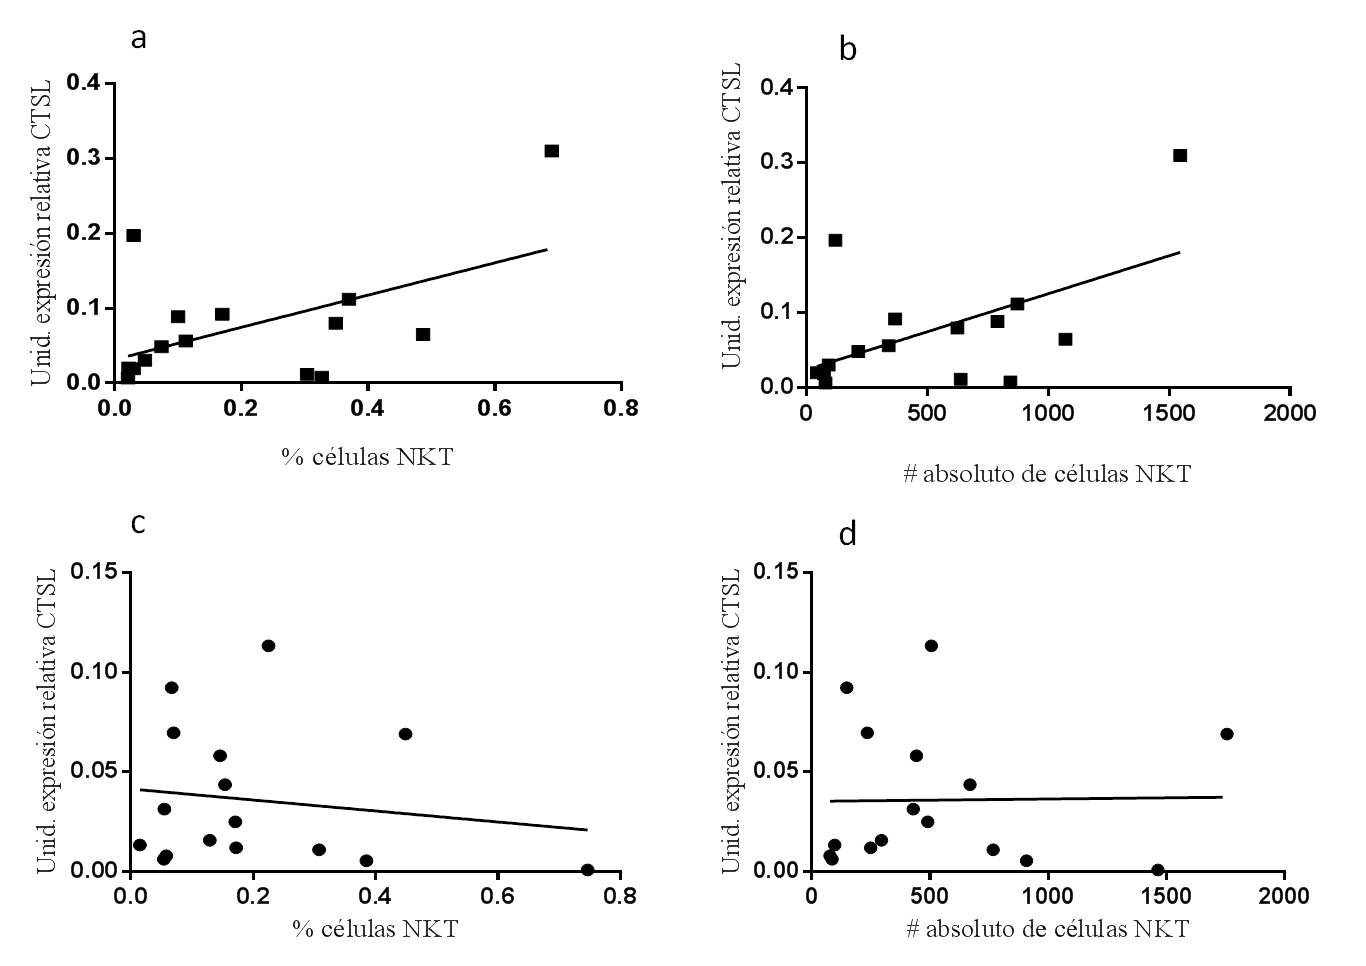 a
Unid. expresión relativa CTSL
0.4
0.3
0.2
0.1
0.0
0.0 0.2 0.4 0.6 0.8
% células NKT
b
Unid. expresión relativa CTSL
0.4
0.3
0.2
0.1
0.0
0 500 1000 1500 2000
# absoluto de células NKT
c
Unid. expresión relativa CTSL
0.15
0.10
0.05
0.00
0.0 0.2 0.4 0.6 0.8
% células NKT
d
Unid. expresión relativa CTSL
0.15
0.10
0.05
0.00
0 500 1000 1500 2000
# absoluto de células NKT